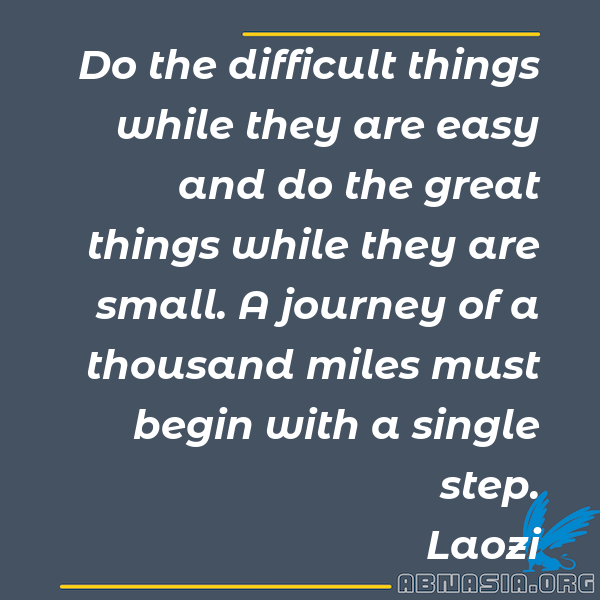 Do the difficult things
while they are easy
and do the great
things while they are
small. A journey of a
thousand miles must
begin with a single
step.
Laozi
ABNASIA.ORG